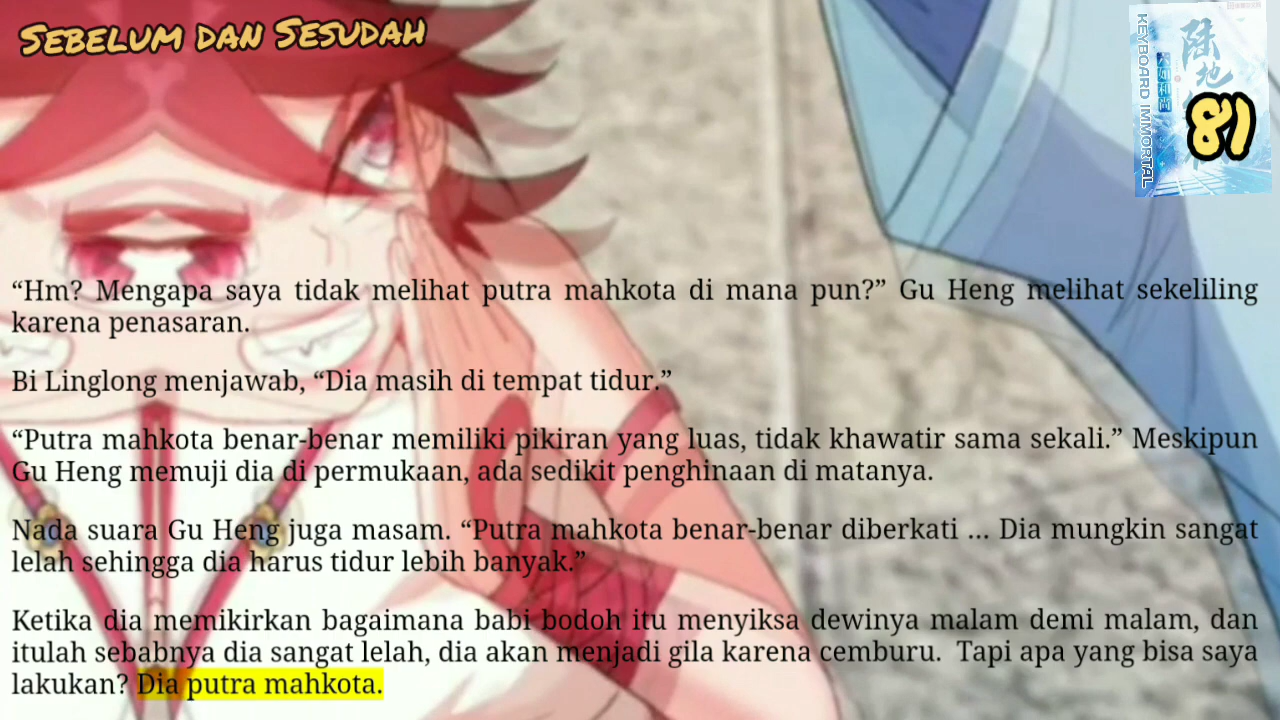 Sebelum dan Sesudah
KEYBOARD IMMORTAL
81
“Hm? Mengapa saya tidak melihat putra mahkota di mana pun?” Gu Heng melihat sekeliling
karena penasaran.
Bi Linglong menjawab, “Dia masih di tempat tidur.”
“Putra mahkota benar-benar memiliki pikiran yang luas, tidak khawatir sama sekali.” Meskipun
Gu Heng memuji dia di permukaan, ada sedikit penghinaan di matanya.
Nada suara Gu Heng juga masam. “Putra mahkota benar-benar diberkati ... Dia mungkin sangat
lelah sehingga dia harus tidur lebih banyak.”
Ketika dia memikirkan bagaimana babi bodoh itu menyiksa dewinya malam demi malam, dan
itulah sebabnya dia sangat lelah, dia akan menjadi gila karena cemburu.  Tapi apa yang bisa saya
lakukan? Dia putra mahkota.